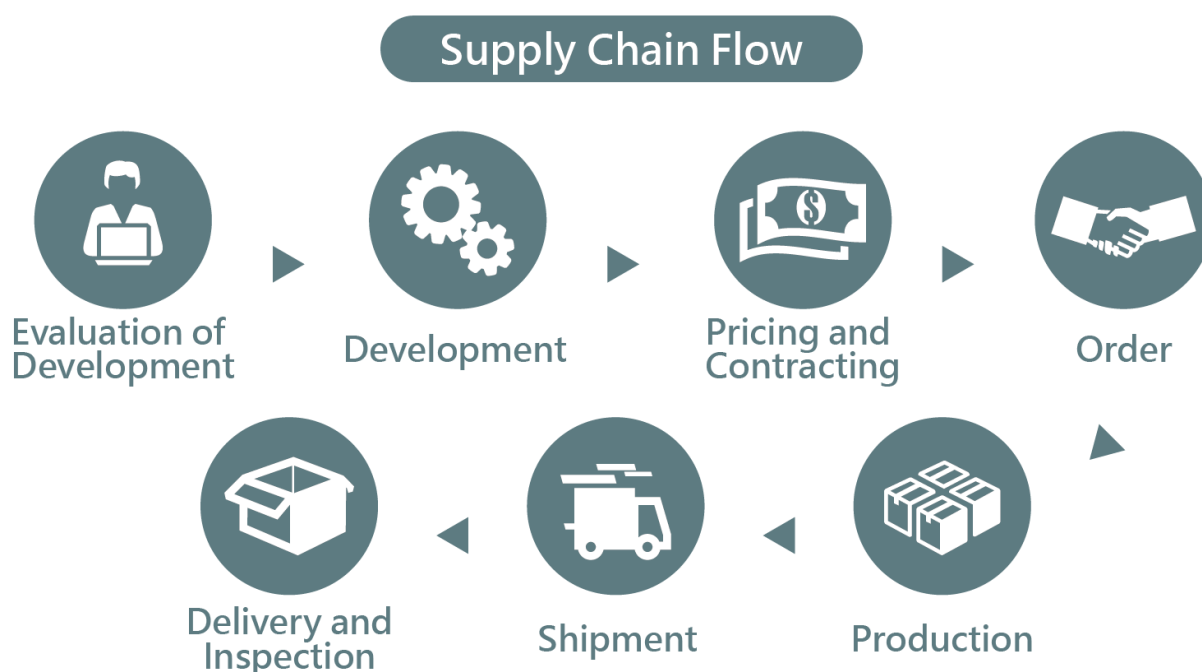 Supply Chain Flow
Evaluation of
Development
Development
Pricing and
Contracting
Order
Delivery and
Inspection
Shipment
Production